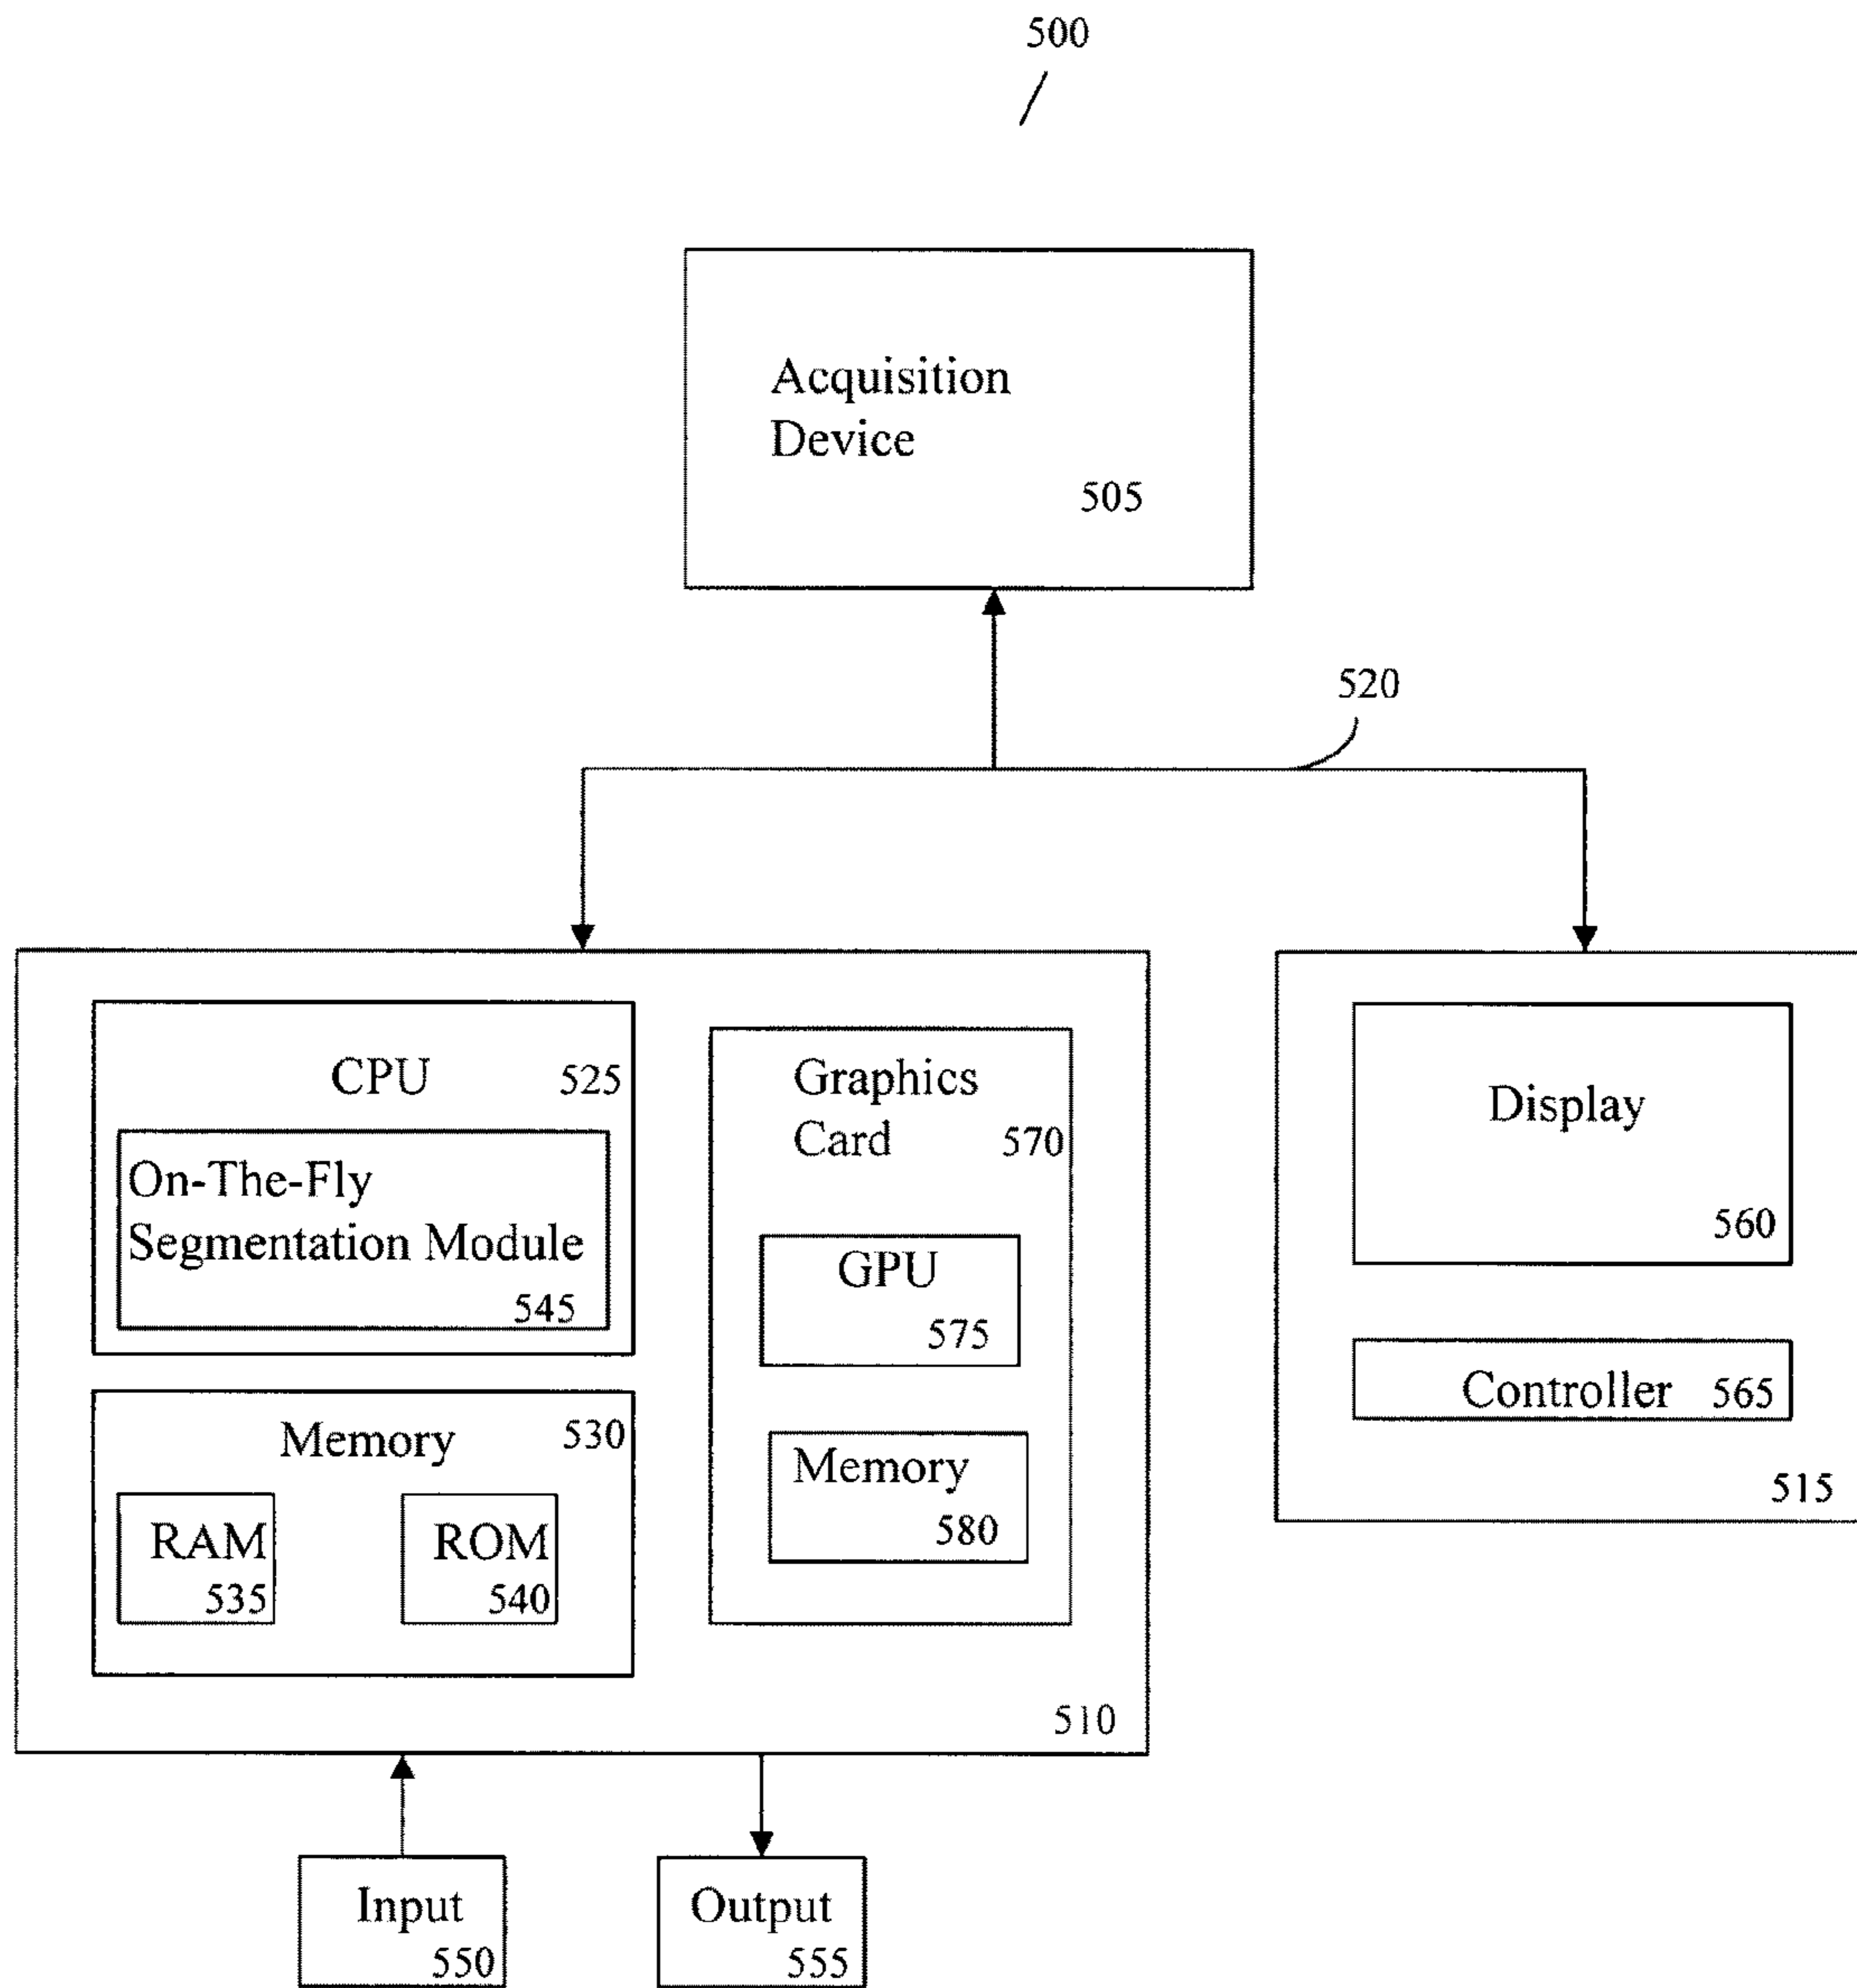 500
Acquisition
Device
505
520
CPU 525
On-The-Fly
Segmentation Module
545
Memory 530
RAM
535
ROM
540
Graphics
Card 570
GPU
575
Memory
580
510
Display
560
Controller 565
515
Input
550
Output
555